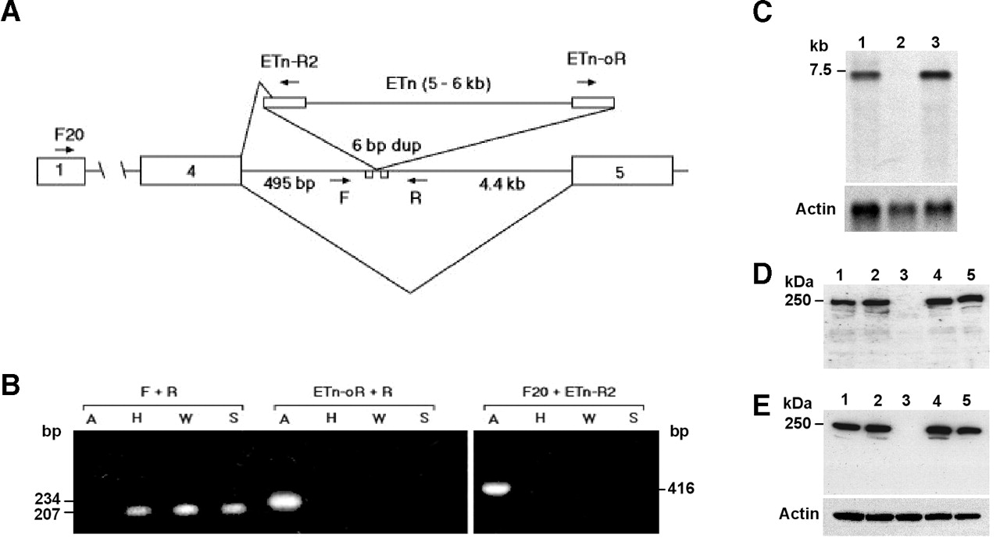 A
ETn-R2
ETn-oR
ETn (5 - 6 kb)
F20
6 bp dup
1
4
5
495 bp
F
R
4.4 kb
B
F + R
ETn-oR + R
F20 + ETn-R2
A H W S A H W S A H W S
bp
bp
234
207
416
C
kb
1 2 3
7.5
Actin
D
kDa
1 2 3 4 5
250
E
kDa
1 2 3 4 5
250
Actin